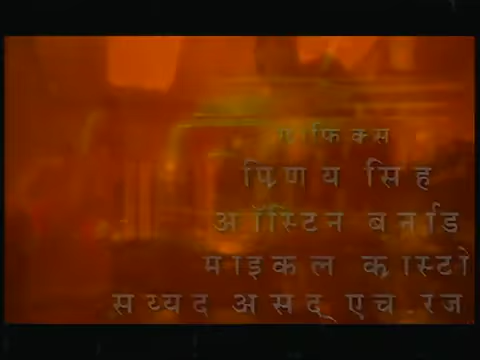 ग्राफिक्स
प्रिणय सिंह
ऑस्टिन बर्नाड
माइकल क्रास्टो
सय्यद असद् एच रज